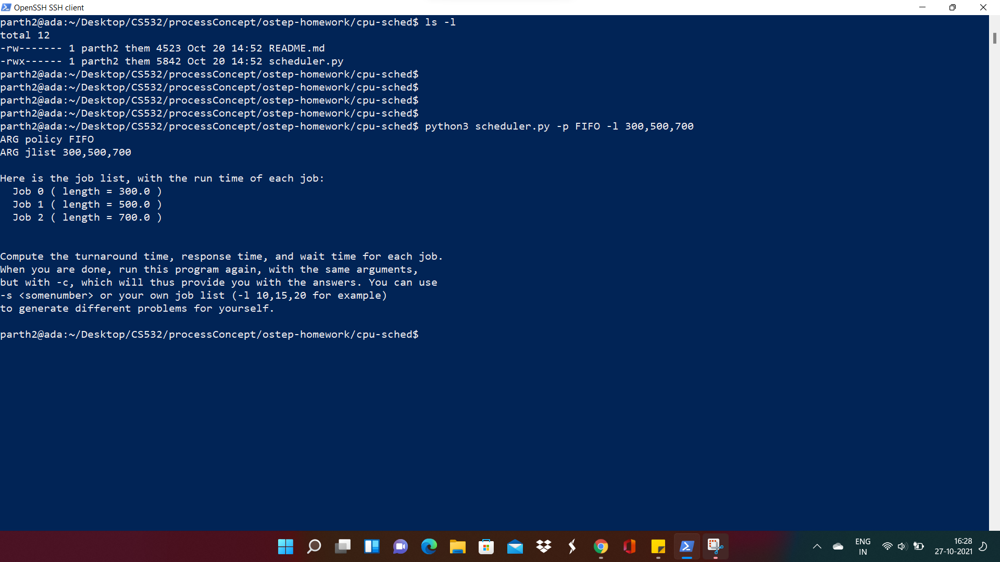 OpenSSH SSH client
parth2@ada:~/Desktop/CS532/processConcept/ostep-homework/cpu-sched$ ls -l
total 12
-rw------- 1 parth2 them 4523 Oct 20 14:52 README.md
-rwx------ 1 parth2 them 5842 Oct 20 14:52 scheduler.py
parth2@ada:~/Desktop/CS532/processConcept/ostep-homework/cpu-sched$
parth2@ada:~/Desktop/CS532/processConcept/ostep-homework/cpu-sched$
parth2@ada:~/Desktop/CS532/processConcept/ostep-homework/cpu-sched$
parth2@ada:~/Desktop/CS532/processConcept/ostep-homework/cpu-sched$
parth2@ada:~/Desktop/CS532/processConcept/ostep-homework/cpu-sched$ python3 scheduler.py -p FIFO -l 300,500,700
ARG policy FIFO
ARG jlist 300,500,700
Here is the job list, with the run time of each job:
  Job 0 ( length = 300.0 )
  Job 1 ( length = 500.0 )
  Job 2 ( length = 700.0 )
Compute the turnaround time, response time, and wait time for each job.
When you are done, run this program again, with the same arguments,
but with -c, which will thus provide you with the answers. You can use
-s <somenumber> or your own job list (-l 10,15,20 for example)
to generate different problems for yourself.
parth2@ada:~/Desktop/CS532/processConcept/ostep-homework/cpu-sched$
ENG
IN
16:28
27-10-2021